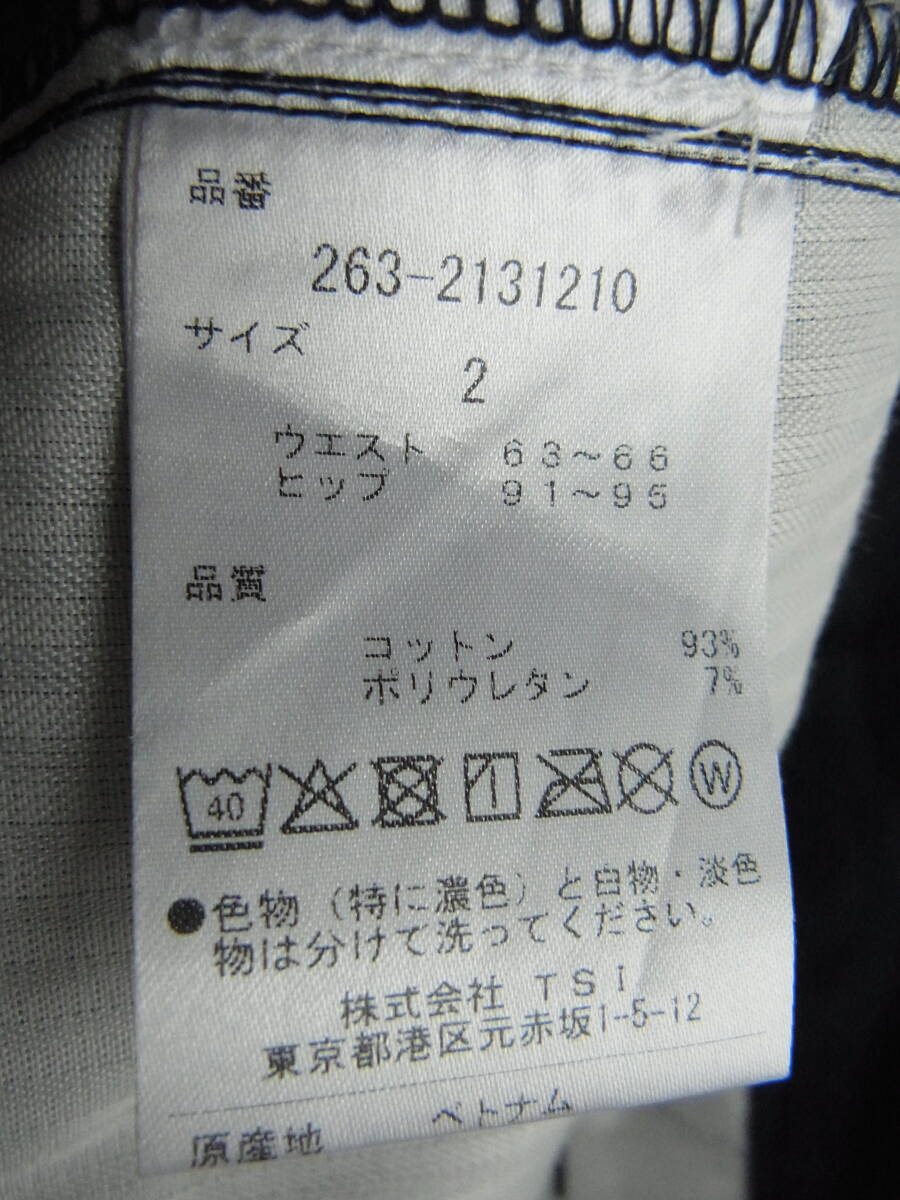 品番
263-2131210
サイズ
2
ウエスト 63～66
ヒップ 91～95
品質
コットン 93%
ポリウレタン 7%
40 W
●色物（特に濃色）と白物・淡色
物は分けて洗ってください。
株式会社 TSI
東京都港区元赤坂1-5-12
ベトナム
原産地